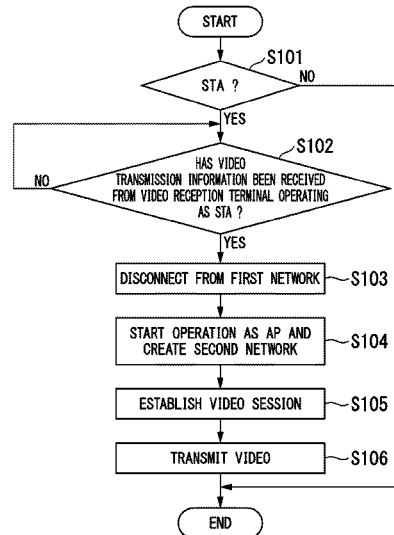 START
S101
STA ?
NO
YES
S102
HAS VIDEO
TRANSMISSION INFORMATION BEEN RECEIVED
FROM VIDEO RECEPTION TERMINAL OPERATING
AS STA ?
NO
YES
DISCONNECT FROM FIRST NETWORK
S103
START OPERATION AS AP AND
CREATE SECOND NETWORK
S104
ESTABLISH VIDEO SESSION
S105
TRANSMIT VIDEO
S106
END